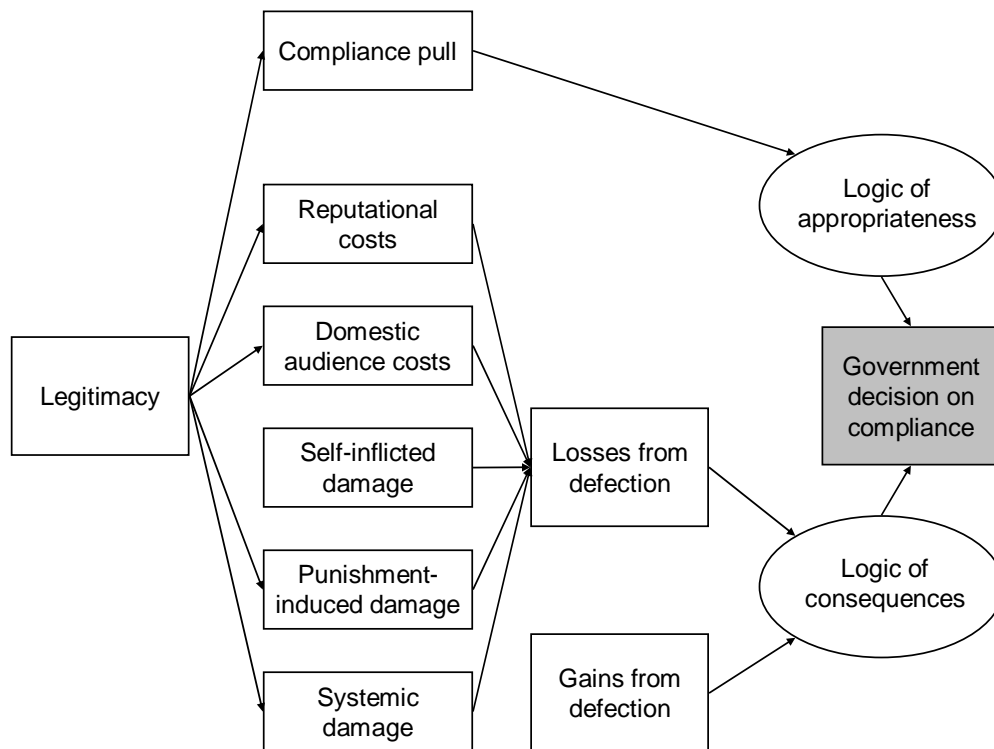 Compliance pull
Logic of
appropriateness
Reputational
costs
Domestic
audience costs
Legitimacy
Government
decision on
compliance
Self-inflicted
damage
Losses from
defection
Punishment-
induced damage
Logic of
consequences
Systemic
damage
Gains from
defection